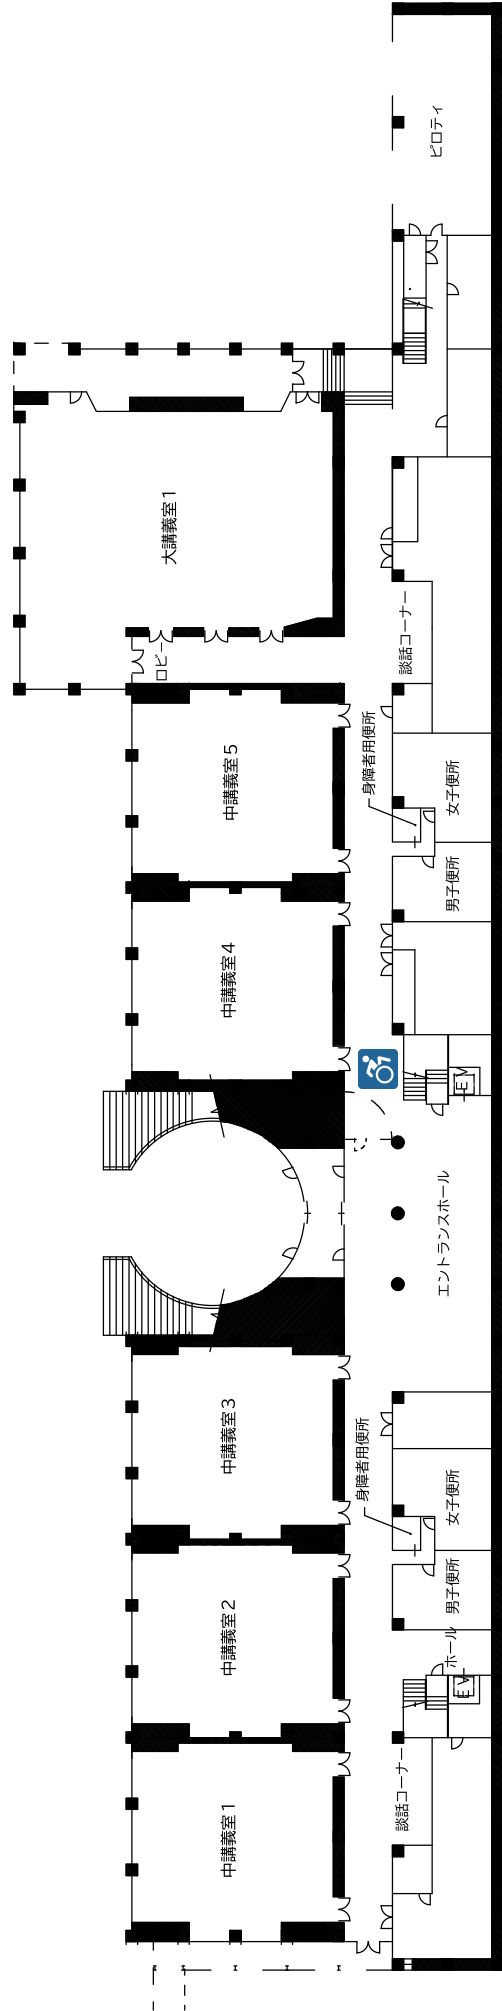 ピロティ
大講義室1
談話コーナー
ロビー
身障者用便所
中講義室5
女子便所
男子便所
中講義室4
EV
エントランスホール
中講義室3
身障者用便所
女子便所
男子便所
中講義室2
ホール
EV
談話コーナー
中講義室1